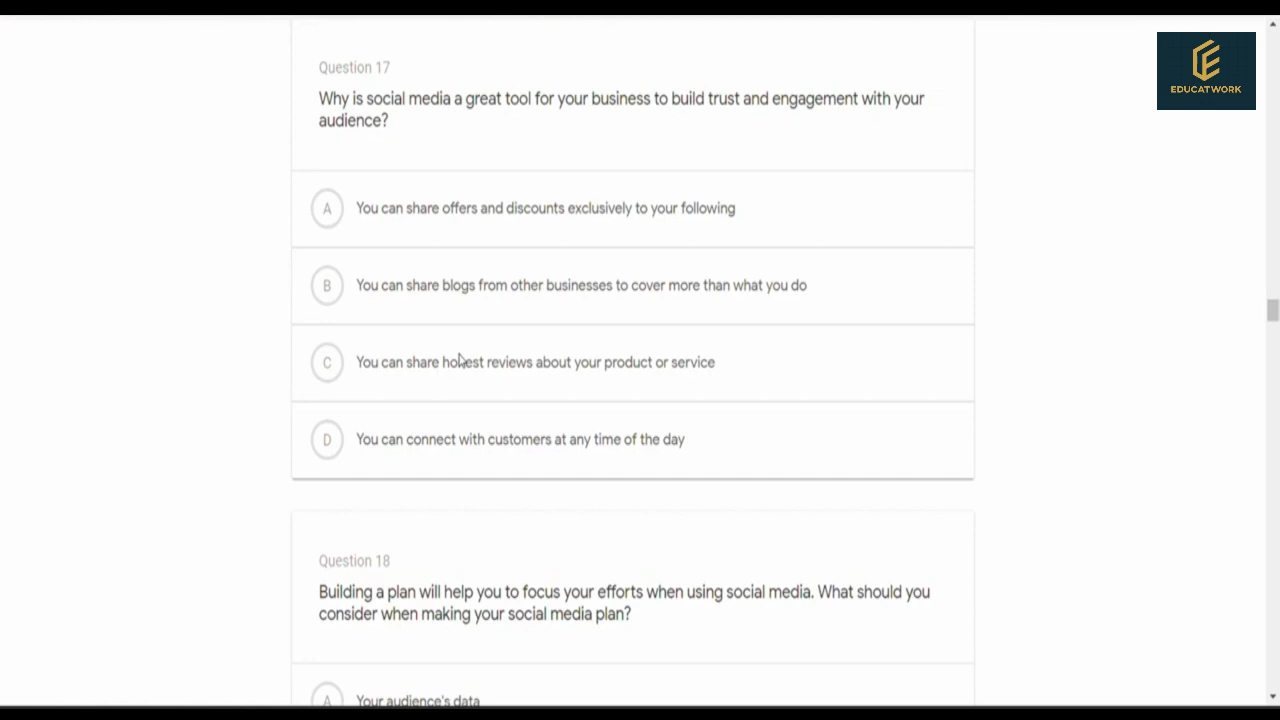 EDUCATWORK
Question 17
Why is social media a great tool for your business to build trust and engagement with your
audience?
A You can share offers and discounts exclusively to your following
B You can share blogs from other businesses to cover more than what you do
C You can share honest reviews about your product or service
D You can connect with customers at any time of the day
Question 18
Building a plan will help you to focus your efforts when using social media. What should you
consider when making your social media plan?
A Your audience's data